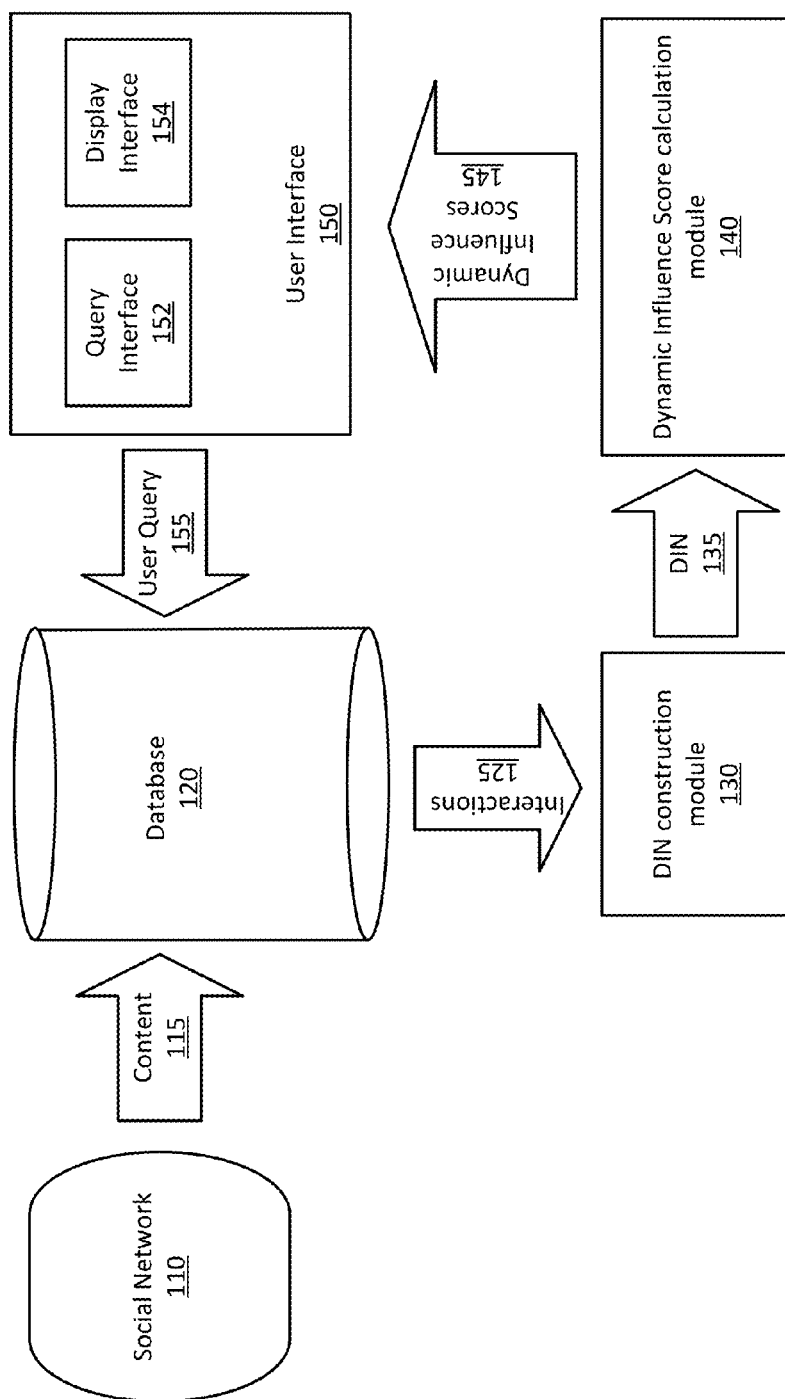 Social Network
110
Content
115
Database
120
User Query
155
Query
Interface
152
Display
Interface
154
User Interface
150
Interactions
125
DIN construction
module
130
DIN
135
Dynamic Influence Score calculation
module
140
Dynamic
Influence
Scores
145